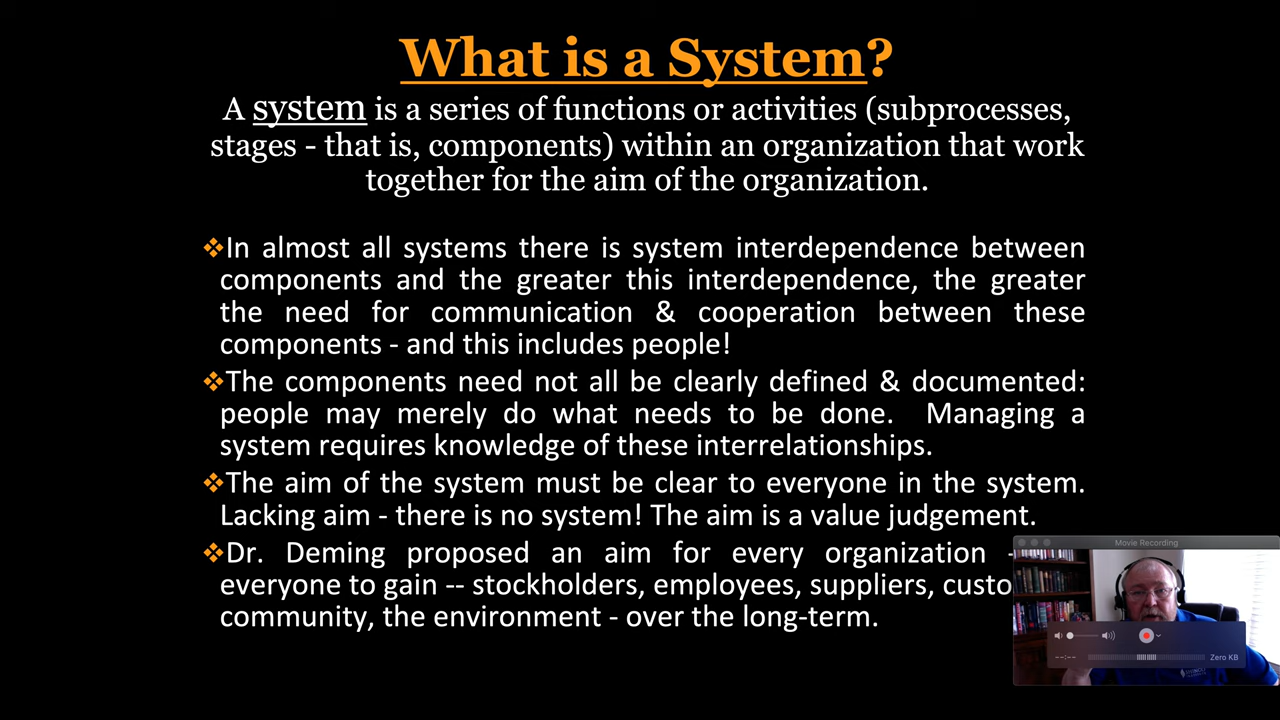 What is a System?
A system is a series of functions or activities (subprocesses,
stages - that is, components) within an organization that work
together for the aim of the organization.
❖In almost all systems there is system interdependence between
components and the greater this interdependence, the greater
the need for communication & cooperation between these
components - and this includes people!
❖The components need not all be clearly defined & documented:
people may merely do what needs to be done. Managing a
system requires knowledge of these interrelationships.
❖The aim of the system must be clear to everyone in the system.
Lacking aim - there is no system! The aim is a value judgement.
❖Dr. Deming proposed an aim for every organization -
everyone to gain -- stockholders, employees, suppliers, custo
community, the environment - over the long-term.
Movie Recording
--:-- Zero KB